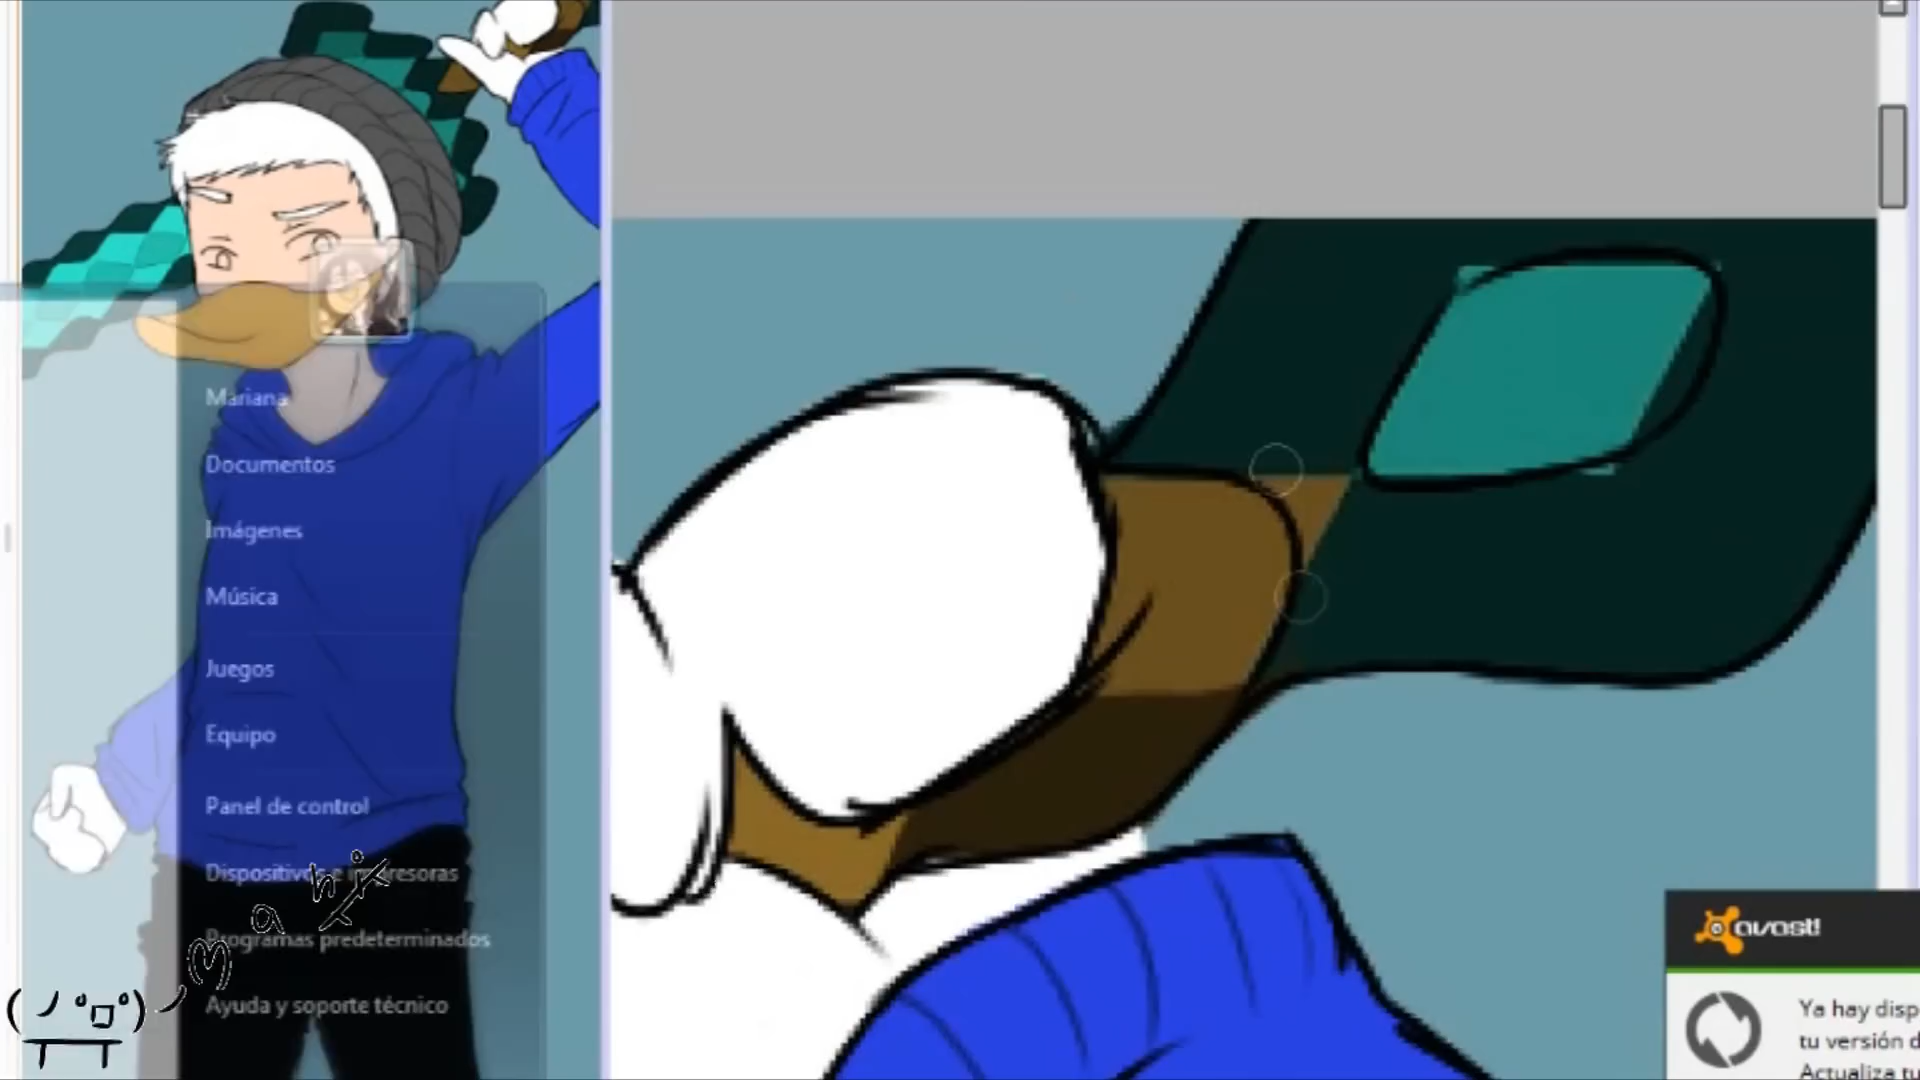 Mariana
Documentos
Imágenes
Música
Juegos
Equipo
Panel de control
Dispositivos e impresoras
Programas predeterminados
Ayuda y soporte técnico
avast!
Ya hay disp
tu versión d
Actualiza tu